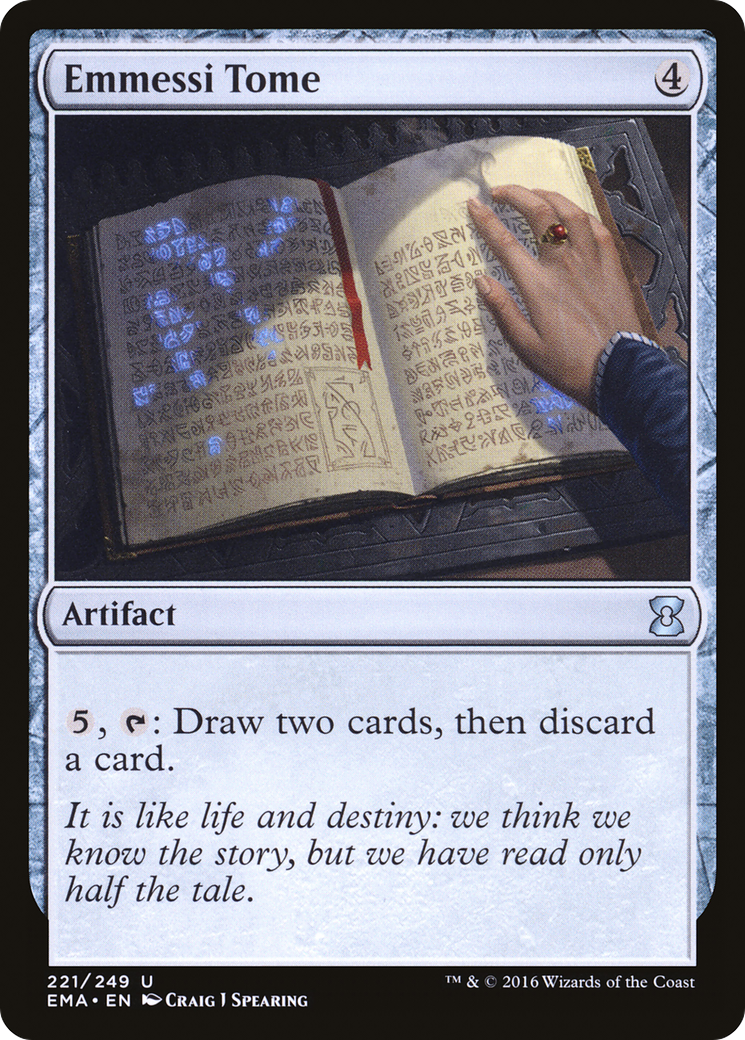 Emmessi Tome 4
Artifact
5, : Draw two cards, then discard
a card.
It is like life and destiny: we think we
know the story, but we have read only
half the tale.
221/249 U
™ & © 2016 Wizards of the Coast
EMA • EN Craig J Spearing